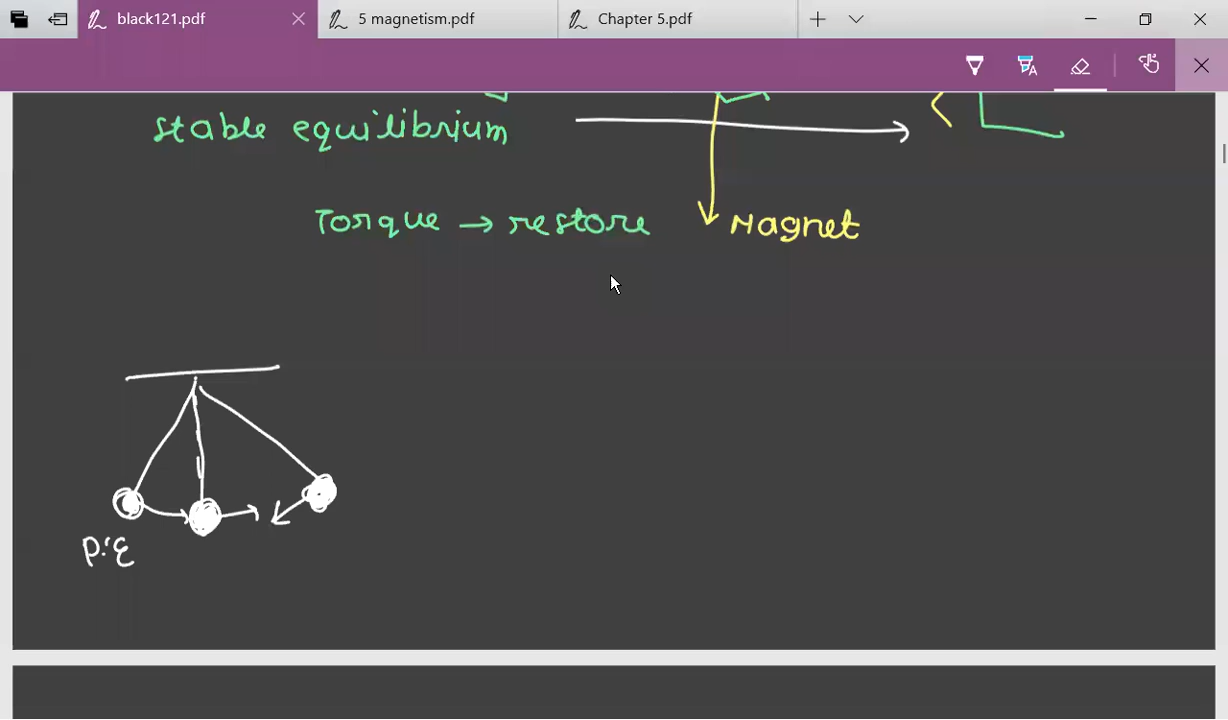 black121.pdf
5 magnetism.pdf
Chapter 5.pdf
stable equilibrium
Torque → restore
Magnet
P.E